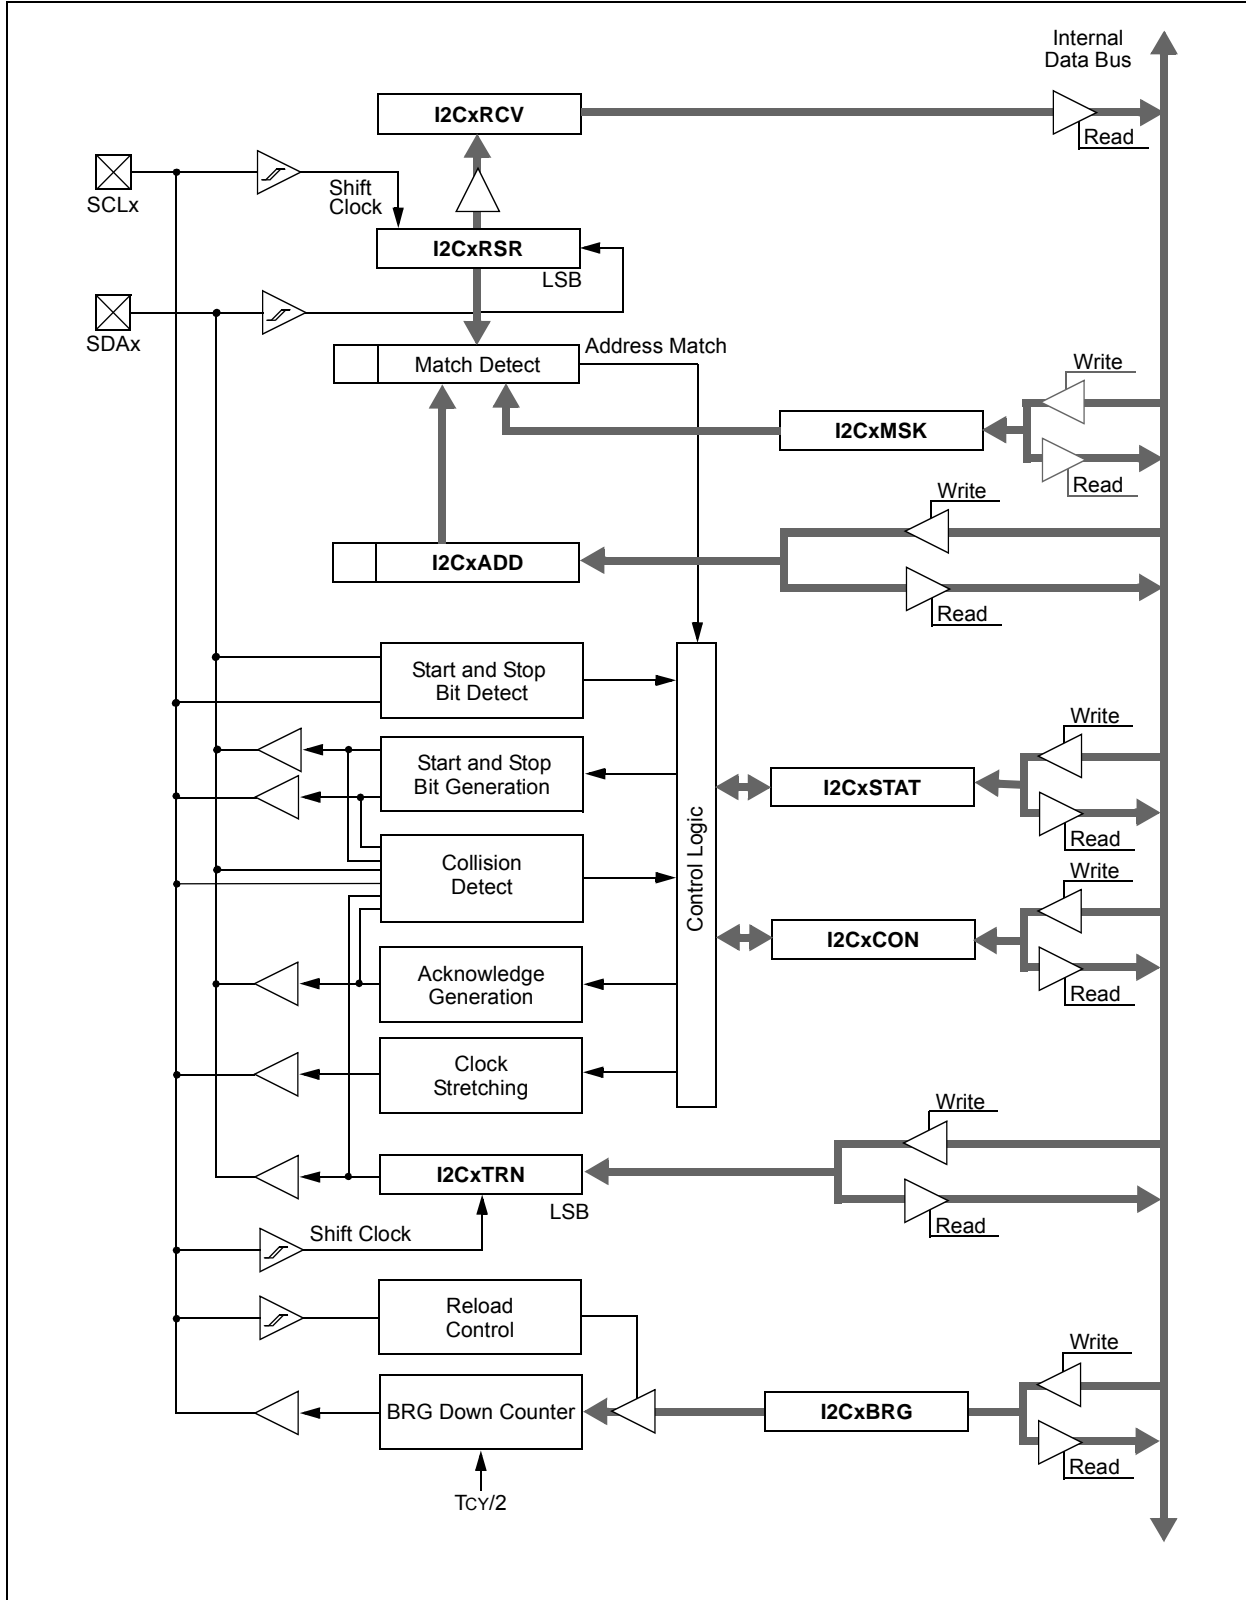 Internal
Data Bus
I2CxRCV
Read
SCLx
Shift
Clock
I2CxRSR
LSB
SDAx
Match Detect
Address Match
Write
I2CxMSK
Read
Write
I2CxADD
Read
Start and Stop
Bit Detect
Start and Stop
Bit Generation
Control Logic
Write
I2CxSTAT
Read
Collision
Detect
Write
I2CxCON
Read
Acknowledge
Generation
Clock
Stretching
Write
I2CxTRN
LSB
Read
Shift Clock
Reload
Control
Write
BRG Down Counter
I2CxBRG
Read
TCY/2